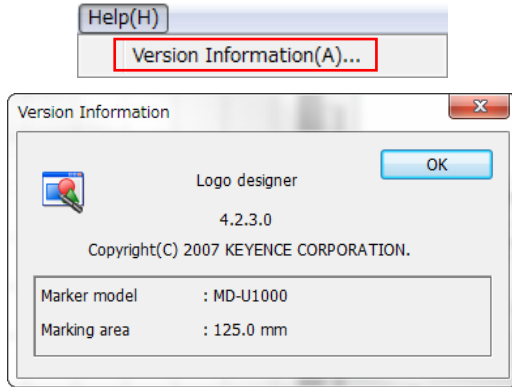 Help(H)
Version Information(A)...
Version Information
OK
Logo designer
4.2.3.0
Copyright(C) 2007 KEYENCE CORPORATION.
Marker model : MD-U1000
Marking area : 125.0 mm